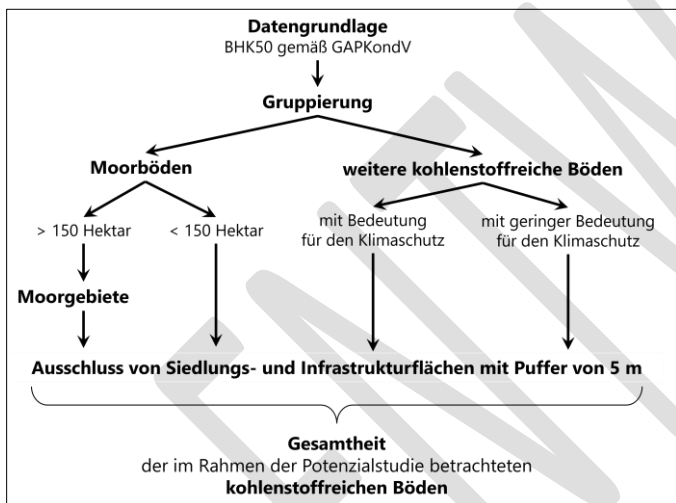 Datengrundlage
BHK50 gemäß GAPKondV
Gruppierung
Moorböden
weitere kohlenstoffreiche Böden
> 150 Hektar
< 150 Hektar
mit Bedeutung
für den Klimaschutz
mit geringer Bedeutung
für den Klimaschutz
Moorgebiete
Ausschluss von Siedlungs- und Infrastrukturflächen mit Puffer von 5 m
Gesamtheit
der im Rahmen der Potenzialstudie betrachteten
kohlenstoffreichen Böden